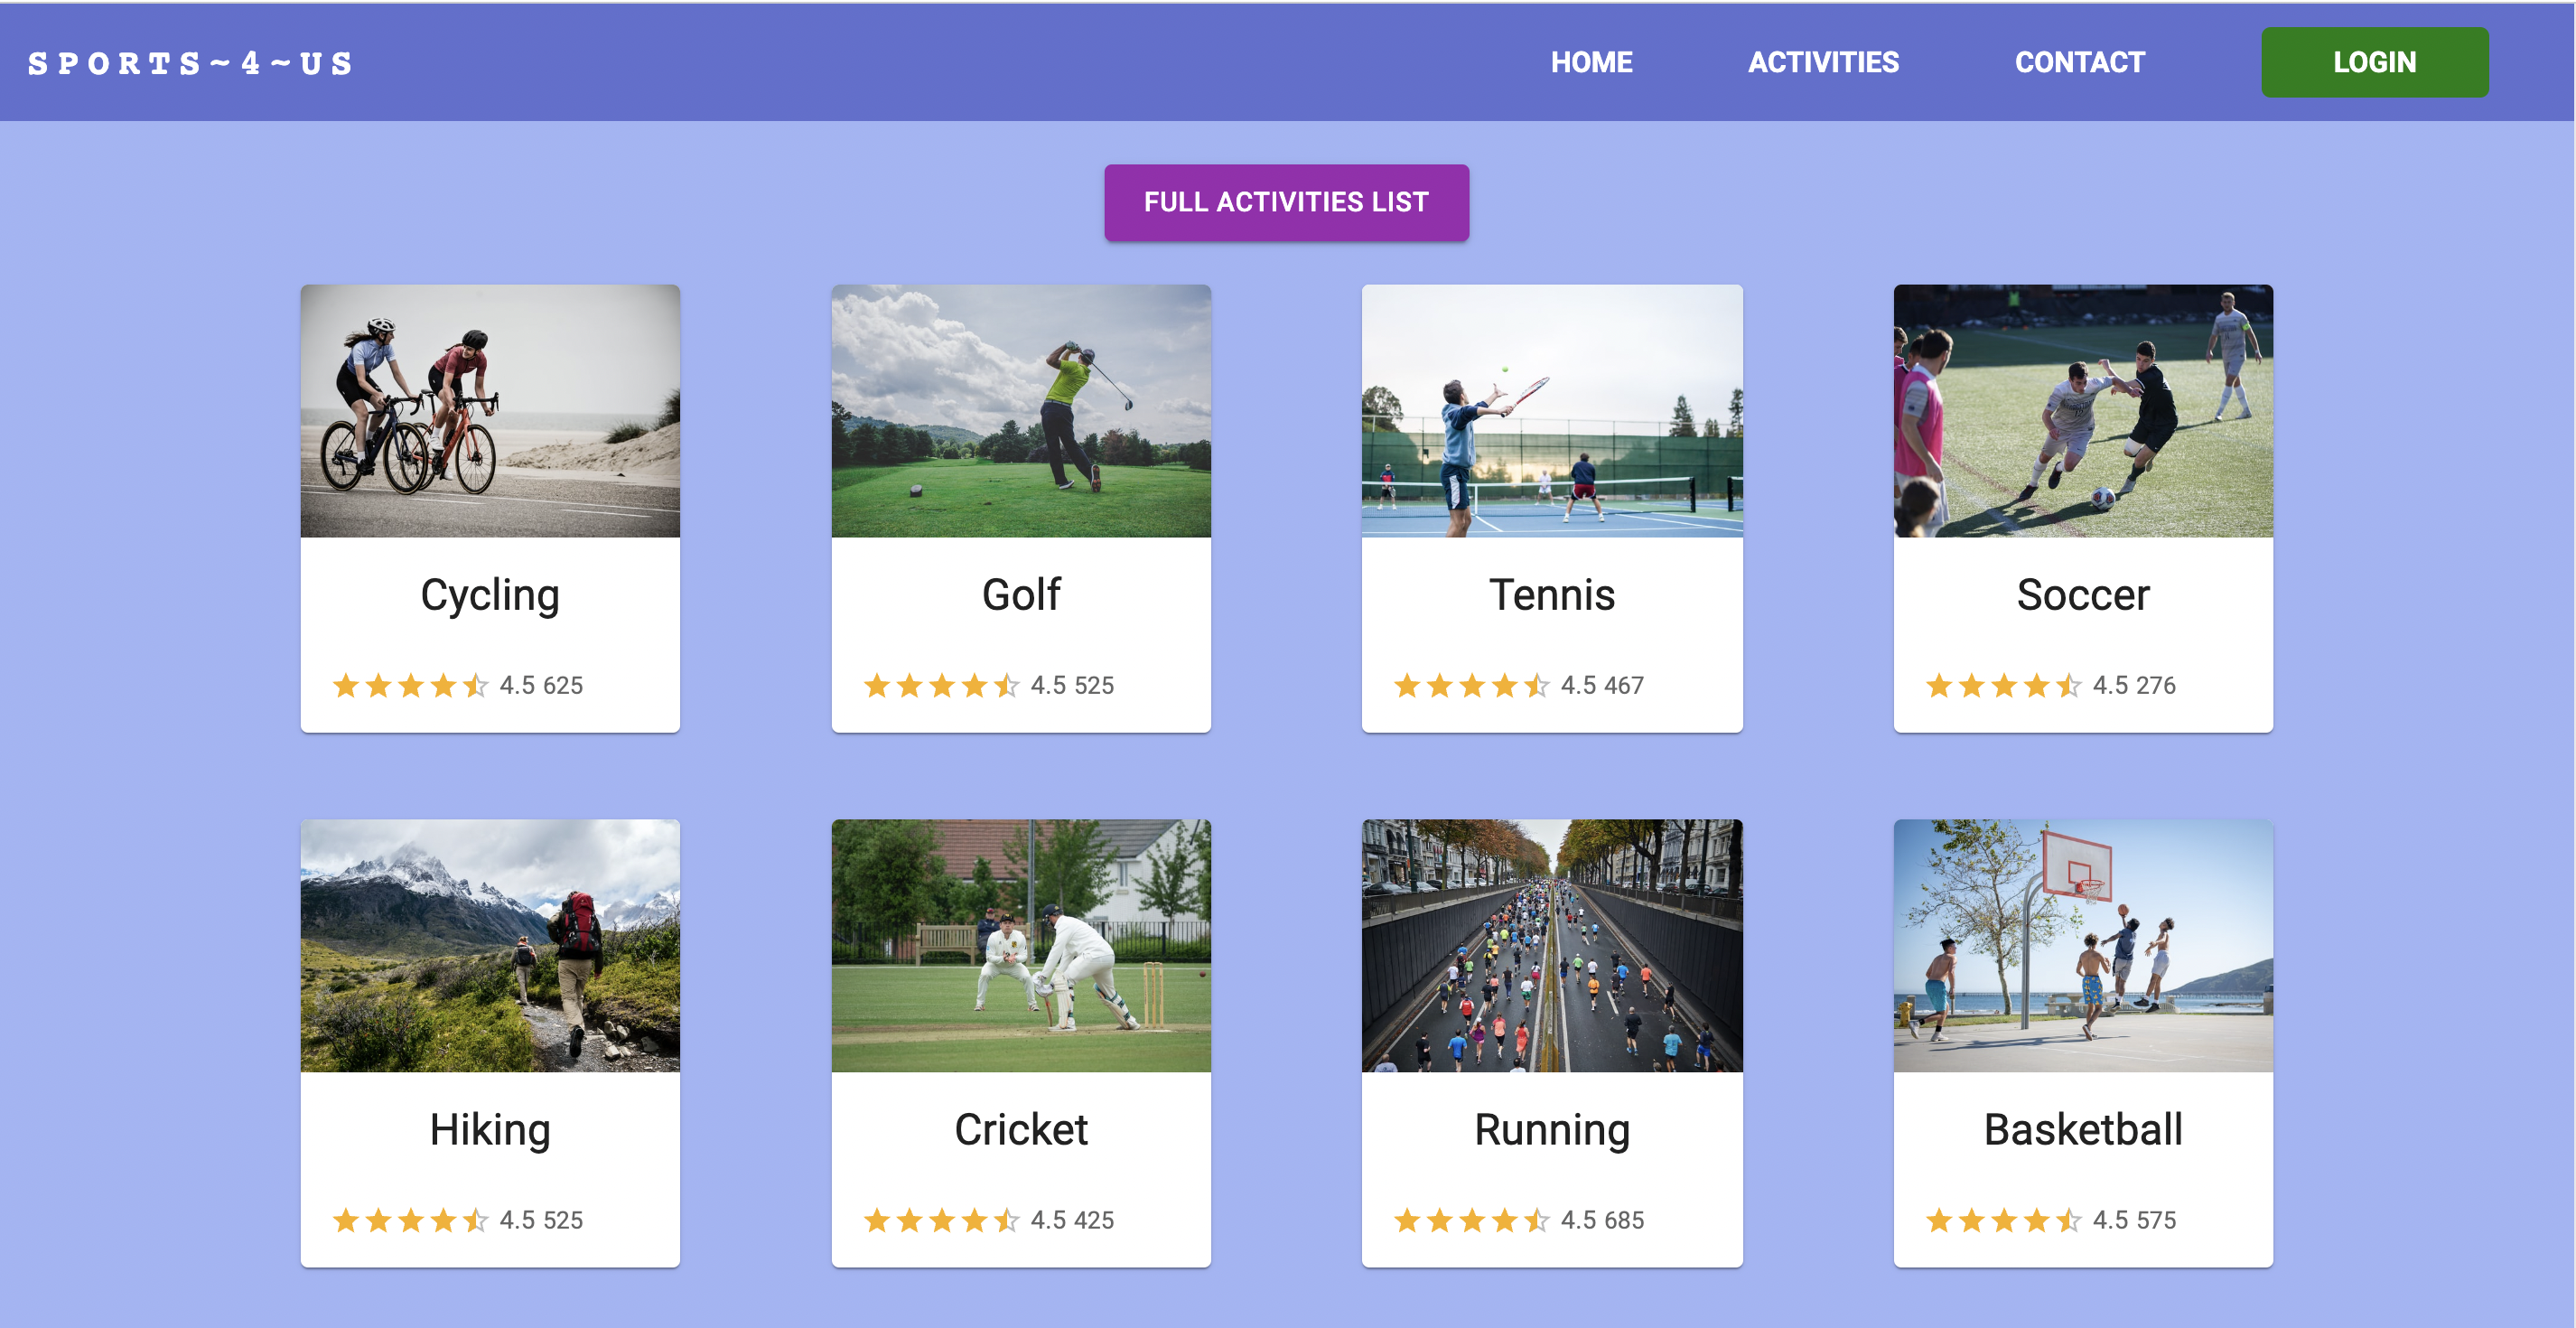 SPORTS~4~US
HOME ACTIVITIES CONTACT LOGIN
FULL ACTIVITIES LIST
Cycling Golf Tennis Soccer
4.5 625 4.5 525 4.5 467 4.5 276
Hiking Cricket Running Basketball
4.5 525 4.5 425 4.5 685 4.5 575